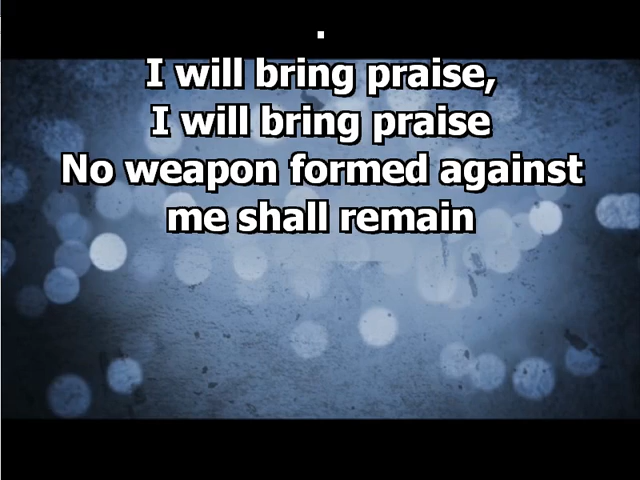 .
I will bring praise,
I will bring praise
No weapon formed against
me shall remain